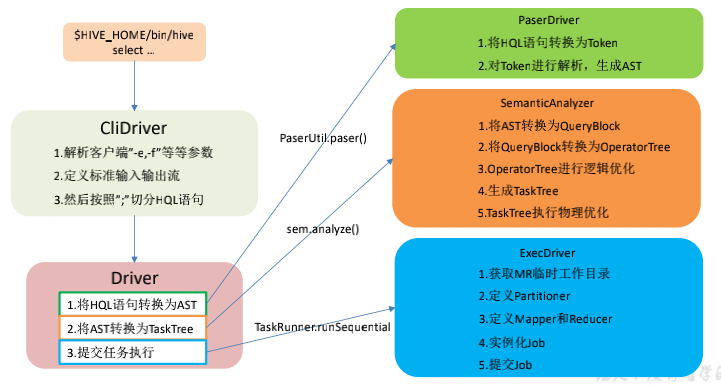 $HIVE_HOME/bin/hive
select ...
CliDriver
1.解析客户端"-e,-f"等等参数
2.定义标准输入输出流
3.然后按照";"切分HQL语句
Driver
1.将HQL语句转换为AST
2.将AST转换为TaskTree
3.提交任务执行
PaserUtil.paser()
sem.analyze()
TaskRunner.runSequential
PaserDriver
1.将HQL语句转换为Token
2.对Token进行解析，生成AST
SemanticAnalyzer
1.将AST转换为QueryBlock
2.将QueryBlock转换为OperatorTree
3.OperatorTree进行逻辑优化
4.生成TaskTree
5.TaskTree执行物理优化
ExecDriver
1.获取MR临时工作目录
2.定义Partitioner
3.定义Mapper和Reducer
4.实例化Job
5.提交Job